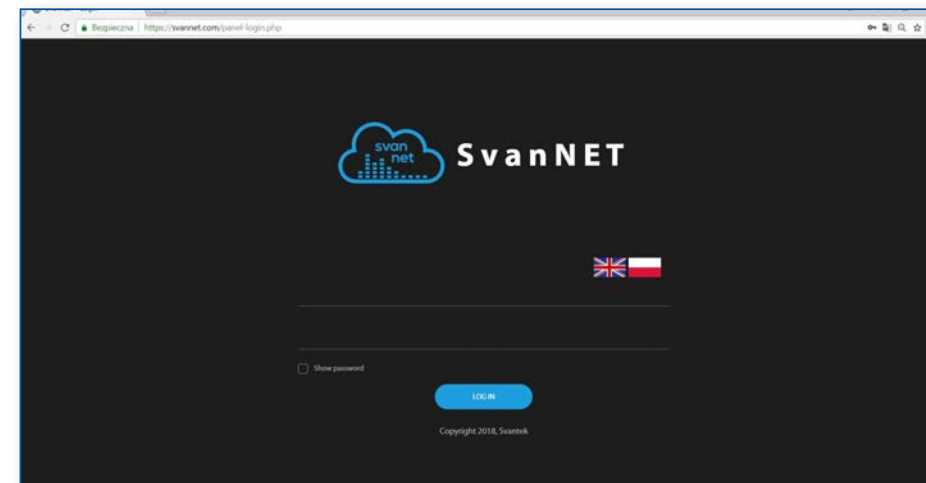 Bezpieczna | https://svannet.com/panel-login.php
svan
net
SvanNET
Show password
LOG IN
Copyright 2018, Svantek